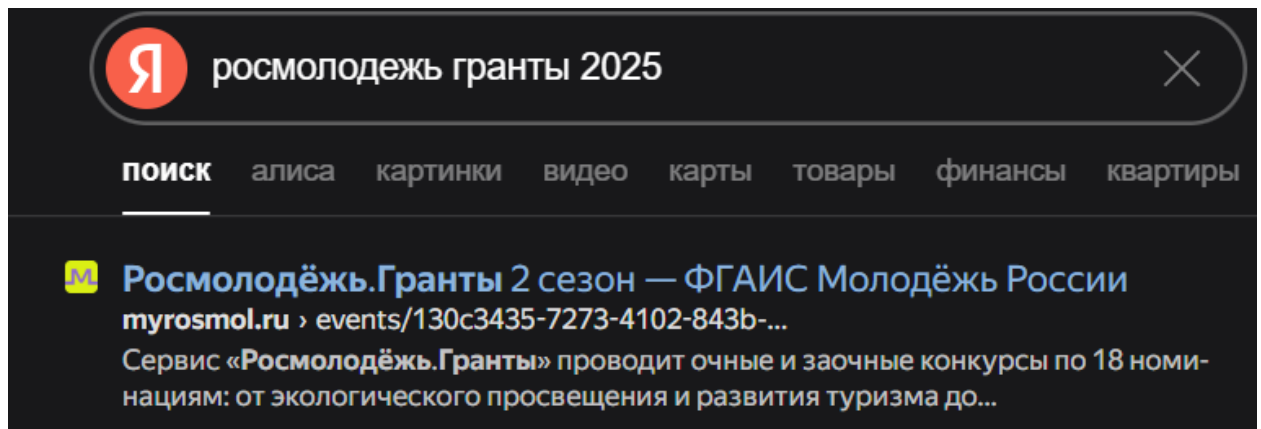 Я росмолодежь гранты 2025
поиск алиса картинки видео карты товары финансы квартиры
М Росмолодёжь.Гранты 2 сезон — ФГАИС Молодёжь России
myrosmol.ru › events/130c3435-7273-4102-843b-...
Сервис «Росмолодёжь.Гранты» проводит очные и заочные конкурсы по 18 номи-
нациям: от экологического просвещения и развития туризма до...